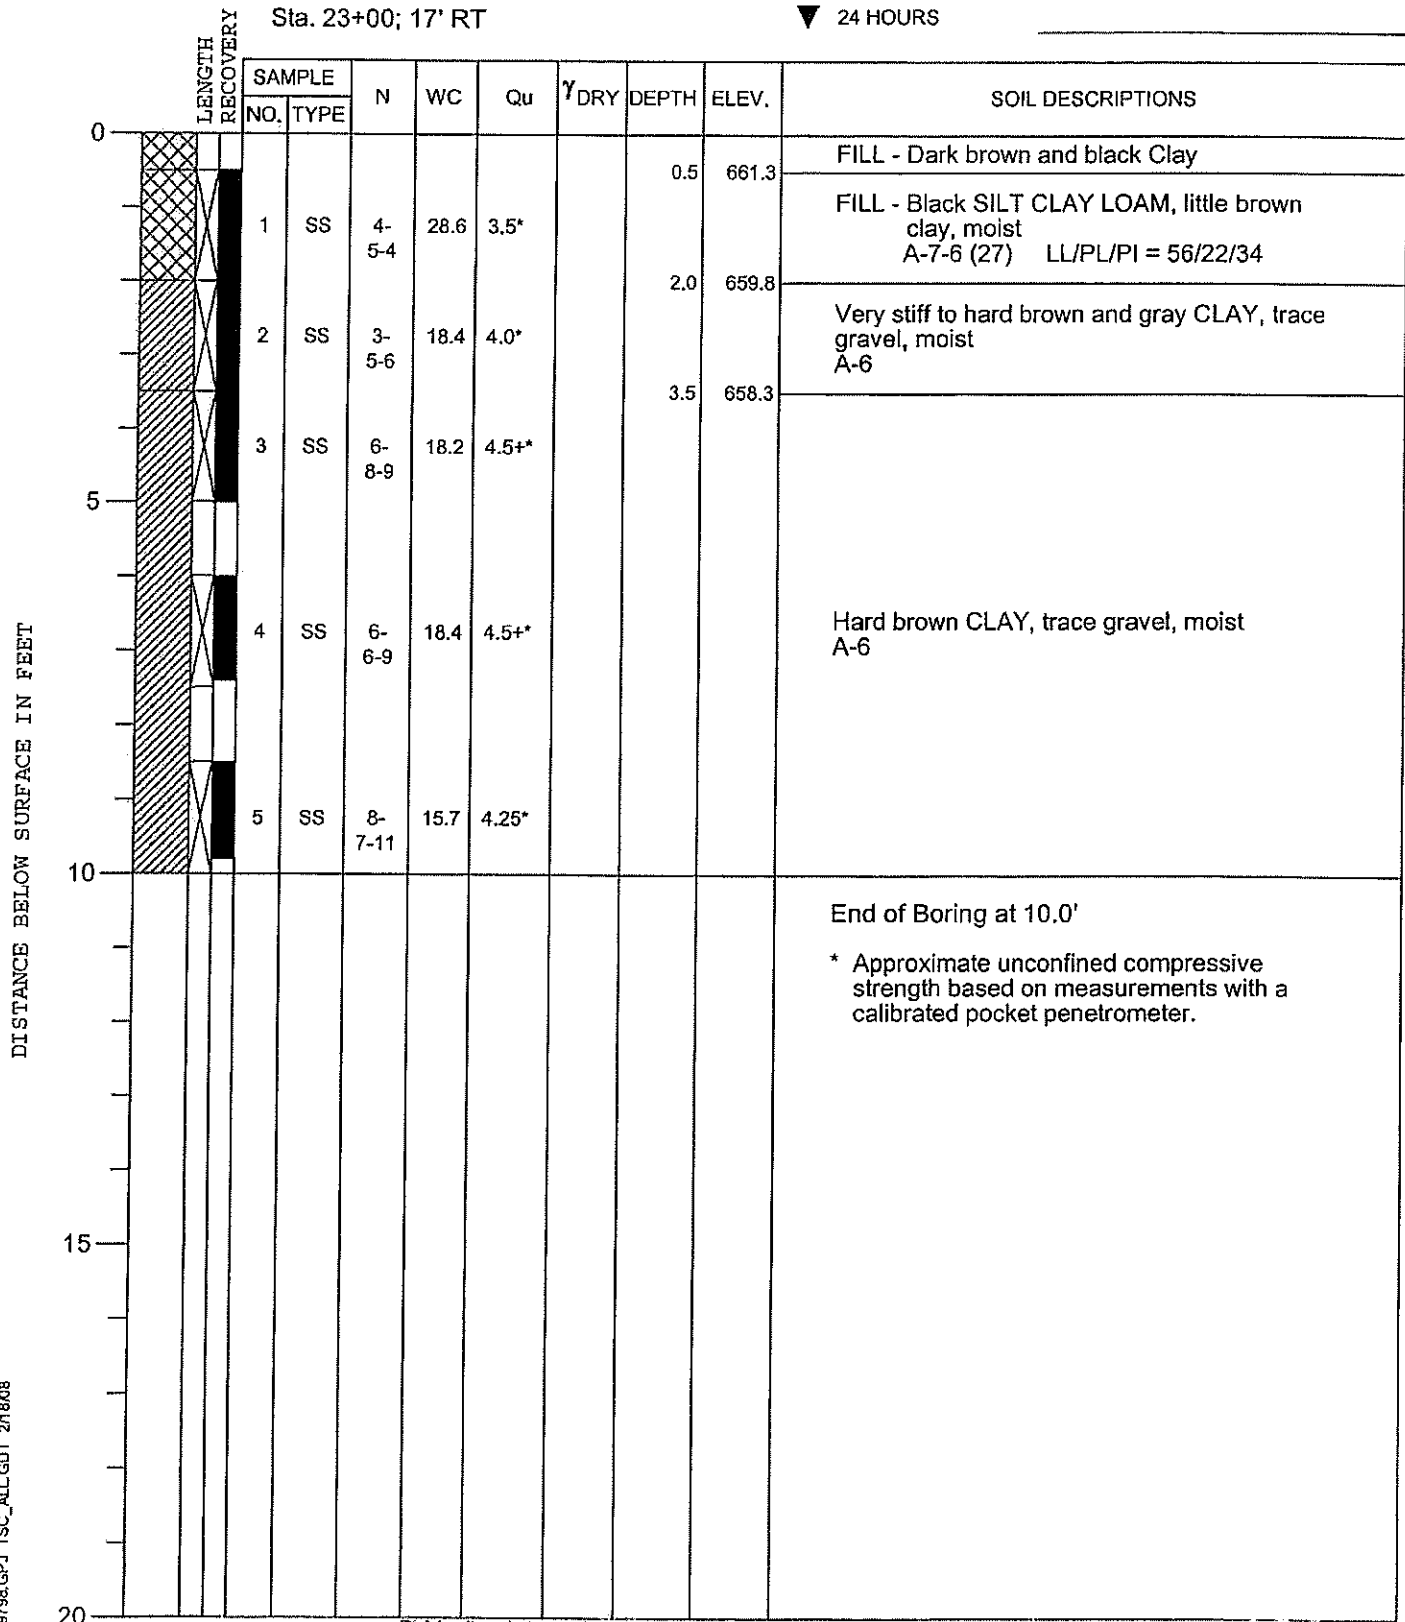 Sta. 23+00; 17' RT
▼ 24 HOURS
LENGTH
RECOVERY
SAMPLE
NO. TYPE N WC Qu γDRY DEPTH ELEV. SOIL DESCRIPTIONS
0
FILL - Dark brown and black Clay
0.5 661.3
1 SS 4- 28.6 3.5*
5-4
FILL - Black SILT CLAY LOAM, little brown
clay, moist
A-7-6 (27) LL/PL/PI = 56/22/34
2.0 659.8
2 SS 3- 18.4 4.0*
5-6
Very stiff to hard brown and gray CLAY, trace
gravel, moist
A-6
3.5 658.3
3 SS 6- 18.2 4.5+*
8-9
5
4 SS 6- 18.4 4.5+*
6-9
Hard brown CLAY, trace gravel, moist
A-6
5 SS 8- 15.7 4.25*
7-11
10
End of Boring at 10.0'
* Approximate unconfined compressive
strength based on measurements with a
calibrated pocket penetrometer.
15
20
DISTANCE BELOW SURFACE IN FEET
TSC_ALL.GDT 2/18/08